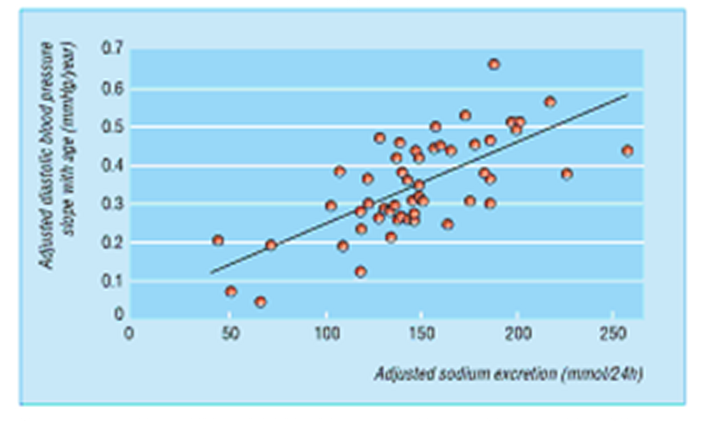 Adjusted diastolic blood pressure
slope with age (mmHg/year)
0.7
0.6
0.5
0.4
0.3
0.2
0.1
0
0 50 100 150 200 250
Adjusted sodium excretion (mmol/24h)